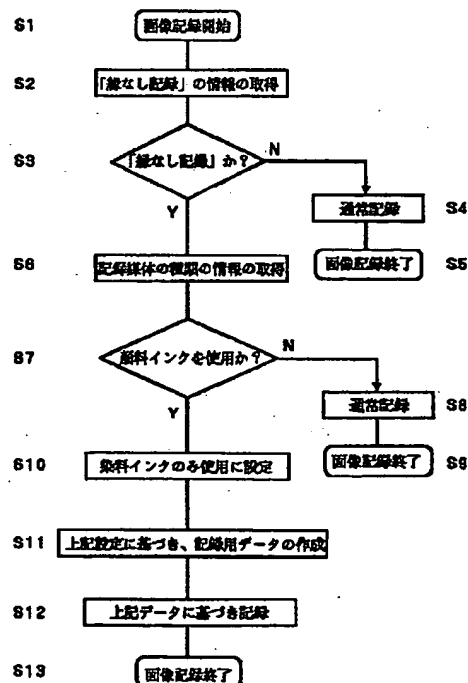 S1 画像記録開始
S2 「縁なし記録」の情報の取得
S3 「縁なし記録」か? N
Y
通常記録 S4
画像記録終了 S5
S6 記録媒体の種類の情報の取得
S7 顔料インクを使用か? N
Y
通常記録 S8
画像記録終了 S9
S10 染料インクのみ使用に設定
S11 上記設定に基づき、記録用データの作成
S12 上記データに基づき記録
S13 画像記録終了